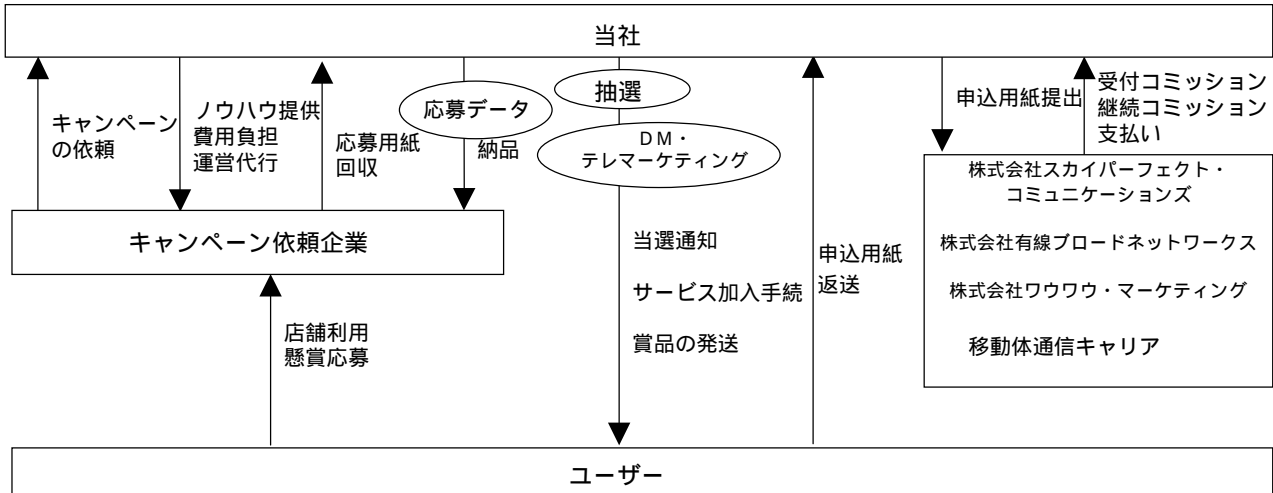 当社
キャンペーン
の依頼
ノウハウ提供
費用負担
運営代行
応募用紙
回収
応募データ
納品
抽選
ＤＭ・
テレマーケティング
申込用紙提出
受付コミッション
継続コミッション
支払い
株式会社スカイパーフェクト・
コミュニケーションズ
株式会社有線ブロードネットワークス
株式会社ワウワウ・マーケティング
移動体通信キャリア
キャンペーン依頼企業
当選通知
サービス加入手続
賞品の発送
申込用紙
返送
店舗利用
懸賞応募
ユーザー